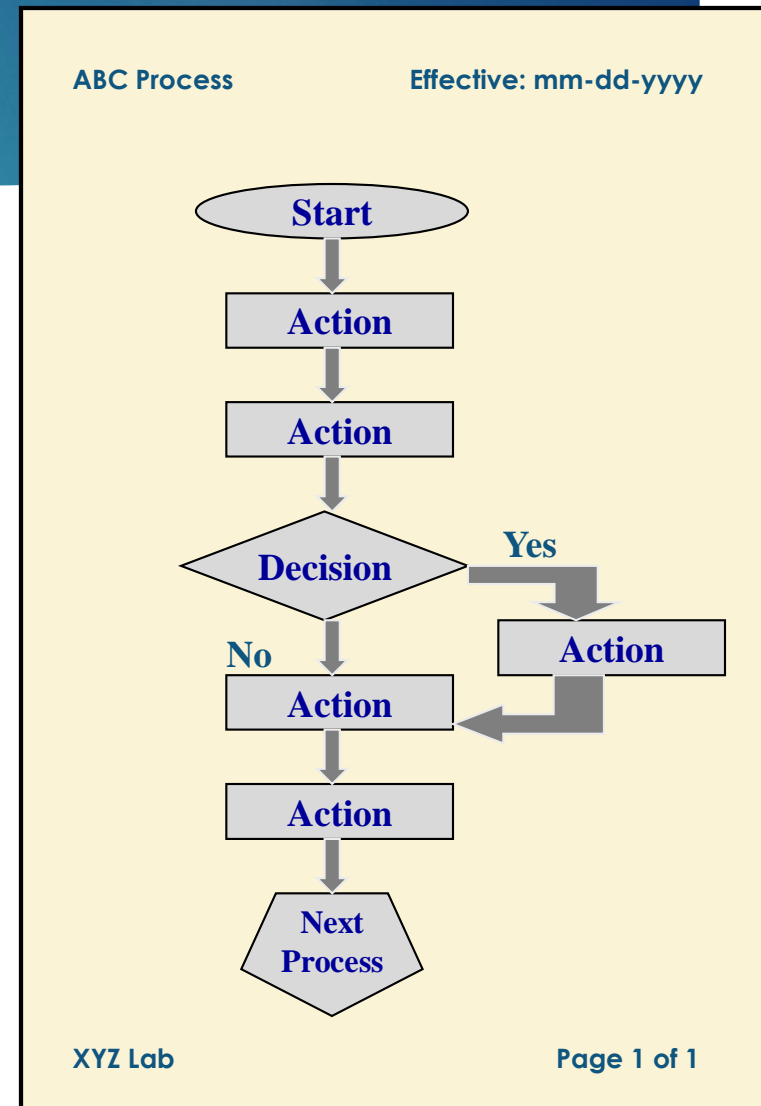 ABC Process
Effective: mm-dd-yyyy
Start
Action
Action
Decision
Yes
Action
No
Action
Action
Next
Process
XYZ Lab
Page 1 of 1